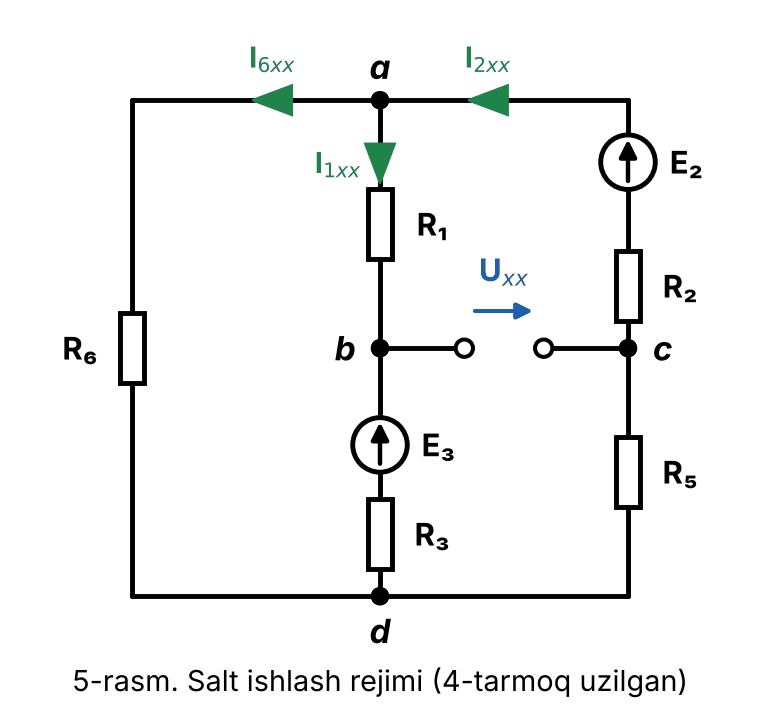 I6xx
a
I2xx
I1xx
E2
R1
Uxx
R2
R6
b
c
E3
R5
R3
d
5-rasm. Salt ishlash rejimi (4-tarmoq uzilgan)